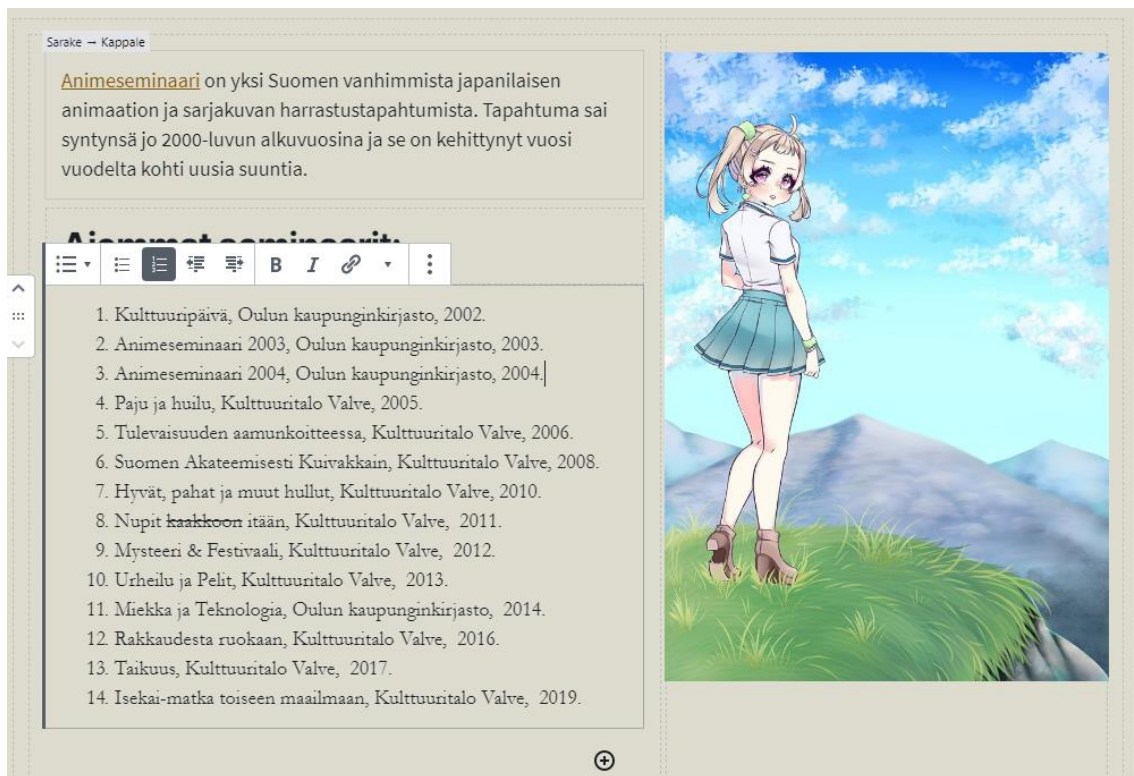 Sarake → Kappale
Animeseminaari on yksi Suomen vanhimmista japanilaisen
animaation ja sarjakuvan harrastustapahtumista. Tapahtuma sai
syntynsä jo 2000-luvun alkuvuosina ja se on kehittynyt vuosi
vuodelta kohti uusia suuntia.
Aiemmat seminaarit:
B I
1. Kulttuuripäivä, Oulun kaupunginkirjasto, 2002.
2. Animeseminaari 2003, Oulun kaupunginkirjasto, 2003.
3. Animeseminaari 2004, Oulun kaupunginkirjasto, 2004.
4. Paju ja huilu, Kulttuuritalo Valve, 2005.
5. Tulevaisuuden aamunkoitteessa, Kulttuuritalo Valve, 2006.
6. Suomen Akateemisesti Kuivakkain, Kulttuuritalo Valve, 2008.
7. Hyvät, pahat ja muut hullut, Kulttuuritalo Valve, 2010.
8. Nupit kaakkoon itään, Kulttuuritalo Valve, 2011.
9. Mysteeri & Festivaali, Kulttuuritalo Valve, 2012.
10. Urheilu ja Pelit, Kulttuuritalo Valve, 2013.
11. Miekka ja Teknologia, Oulun kaupunginkirjasto, 2014.
12. Rakkaudesta ruokaan, Kulttuuritalo Valve, 2016.
13. Taikuus, Kulttuuritalo Valve, 2017.
14. Isekai-matka toiseen maailmaan, Kulttuuritalo Valve, 2019.